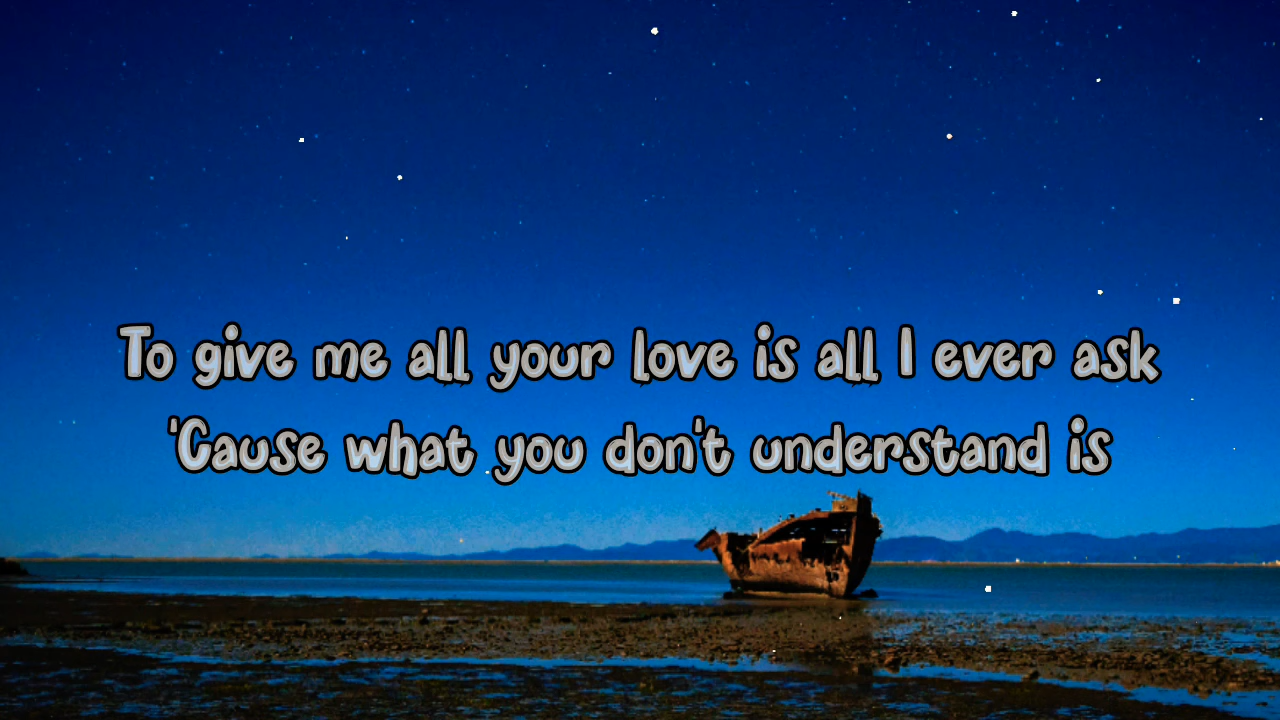 To give me all your love is all I ever ask
'Cause what you don't understand is